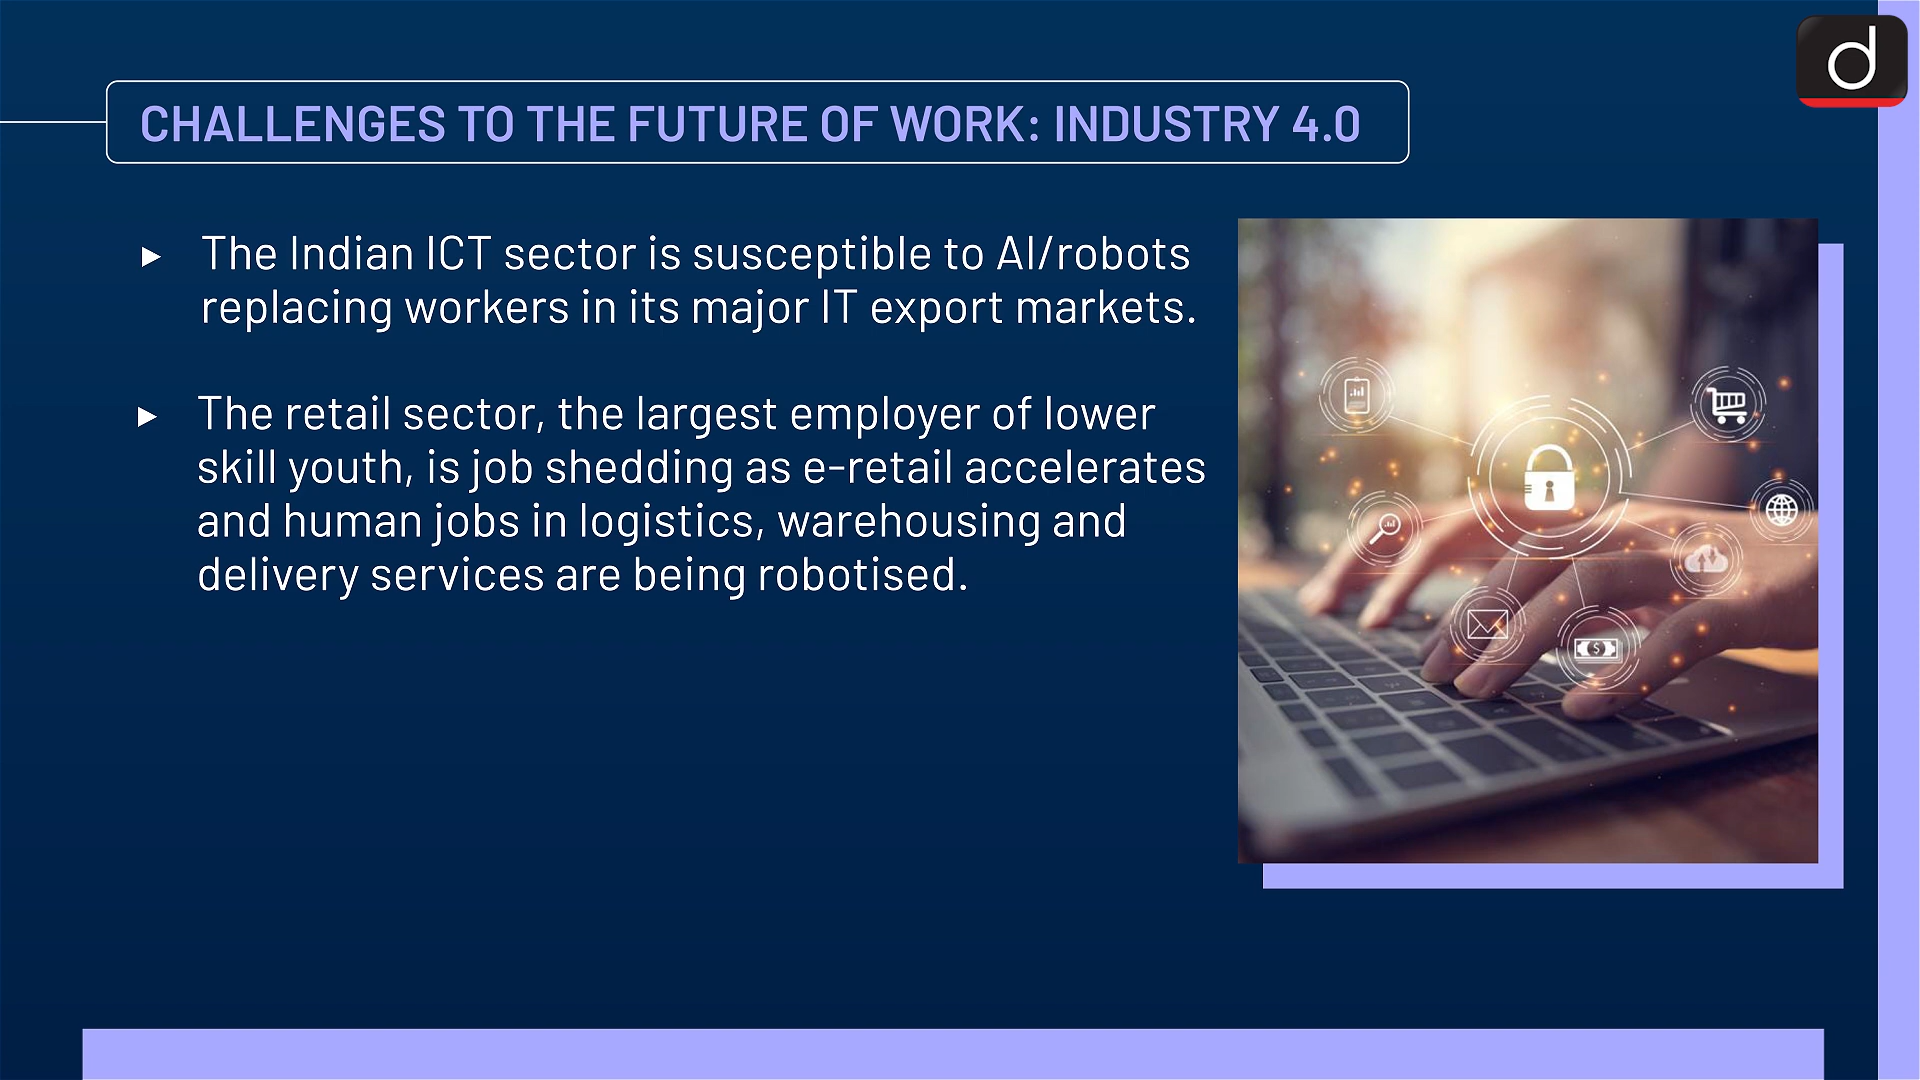 d
CHALLENGES TO THE FUTURE OF WORK: INDUSTRY 4.0
▶ The Indian ICT sector is susceptible to AI/robots
replacing workers in its major IT export markets.
▶ The retail sector, the largest employer of lower
skill youth, is job shedding as e-retail accelerates
and human jobs in logistics, warehousing and
delivery services are being robotised.